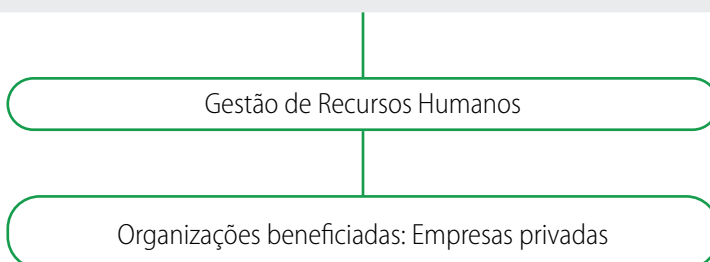 Gestão de Recursos Humanos
Organizações beneficiadas: Empresas privadas